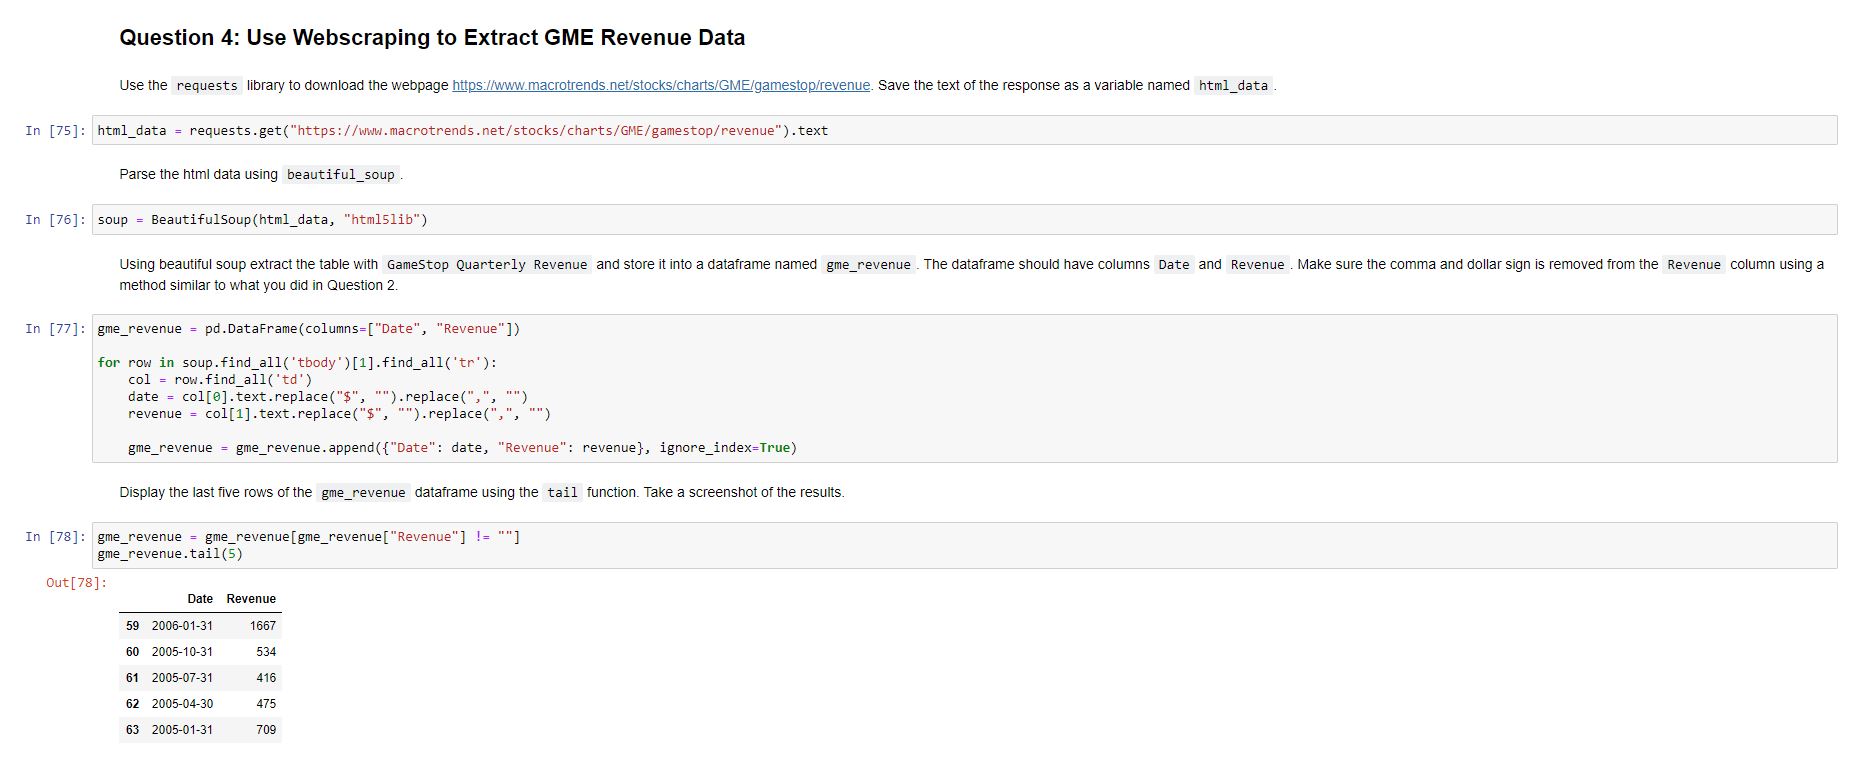 Question 4: Use Webscraping to Extract GME Revenue Data
Use the requests library to download the webpage https://www.macrotrends.net/stocks/charts/GME/gamestop/revenue. Save the text of the response as a variable named html_data .
In [75]: html_data = requests.get("https://www.macrotrends.net/stocks/charts/GME/gamestop/revenue").text
Parse the html data using beautiful_soup .
In [76]: soup = BeautifulSoup(html_data, "html5lib")
Using beautiful soup extract the table with GameStop Quarterly Revenue and store it into a dataframe named gme_revenue . The dataframe should have columns Date and Revenue . Make sure the comma and dollar sign is removed from the Revenue column using a
method similar to what you did in Question 2.
In [77]: gme_revenue = pd.DataFrame(columns=["Date", "Revenue"])
for row in soup.find_all('tbody')[1].find_all('tr'):
    col = row.find_all('td')
    date = col[0].text.replace("$", "").replace(",", "")
    revenue = col[1].text.replace("$", "").replace(",", "")
    gme_revenue = gme_revenue.append({"Date": date, "Revenue": revenue}, ignore_index=True)
Display the last five rows of the gme_revenue dataframe using the tail function. Take a screenshot of the results.
In [78]: gme_revenue = gme_revenue[gme_revenue["Revenue"] != ""]
gme_revenue.tail(5)
Out[78]:
Date Revenue
59 2006-01-31 1667
60 2005-10-31 534
61 2005-07-31 416
62 2005-04-30 475
63 2005-01-31 709